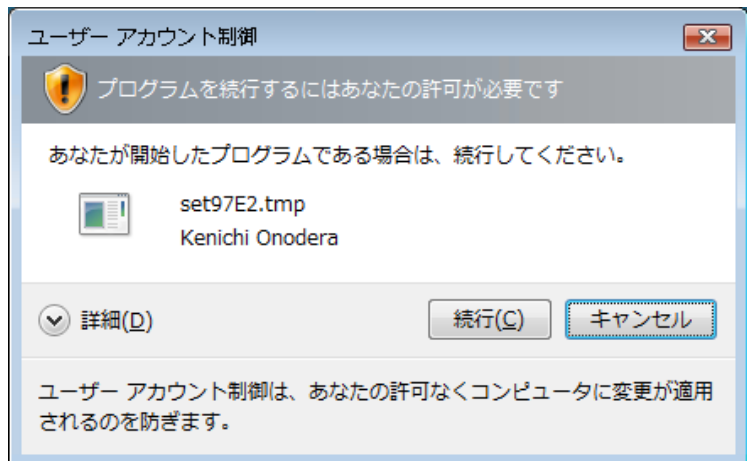 ユーザー アカウント制御
プログラムを続行するにはあなたの許可が必要です
あなたが開始したプログラムである場合は、続行してください。
set97E2.tmp
Kenichi Onodera
詳細(D)
続行(C)
キャンセル
ユーザー アカウント制御は、あなたの許可なくコンピュータに変更が適用
されるのを防ぎます。